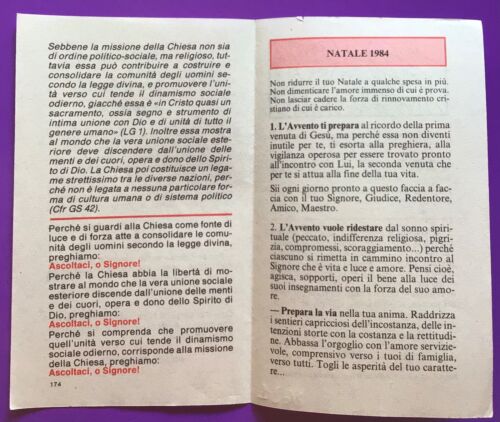 Sebbene la missione della Chiesa non sia
di ordine politico-sociale, ma religioso, tut-
tavia essa può contribuire a costruire e
consolidare la comunità degli uomini se-
condo la legge divina, e promuovere l'uni-
tà verso cui tende il dinamismo sociale
odierno, giacché essa è «in Cristo quasi un
sacramento, ossia segno e strumento di
intima unione con Dio e di unità di tutto il
genere umano» (LG 1). Inoltre essa mostra
al mondo che la vera unione sociale este-
riore deve discendere dall'unione delle
menti e dei cuori, opera e dono dello Spiri-
to di Dio. La Chiesa poi costituisce un lega-
me strettissimo tra le diverse nazioni, per-
ché non è legata a nessuna particolare for-
ma di cultura umana o di sistema politico
(Cfr GS 42).
Perché si guardi alla Chiesa come fonte di
luce e di forza atte a consolidare le comu-
nità degli uomini secondo la legge divina,
preghiamo:
Ascoltaci, o Signore!
Perché la Chiesa abbia la libertà di mo-
strare al mondo che la vera unione sociale
esteriore discende dall'unione delle menti
e dei cuori, opera e dono dello Spirito di
Dio, preghiamo:
Ascoltaci, o Signore!
Perché si comprenda che promuovere
quell'unità verso cui tende il dinamismo
sociale odierno, corrisponde alla missione
della Chiesa, preghiamo:
Ascoltaci, o Signore!
174
NATALE 1984
Non ridurre il tuo Natale a qualche spesa in più.
Non dimenticare l'amore immenso di cui è prova.
Non lasciar cadere la forza di rinnovamento cri-
stiano di cui è carico.
1. L'Avvento ti prepara al ricordo della prima
venuta di Gesù, ma perché essa non diventi
inutile per te, ti esorta alla preghiera, alla
vigilanza operosa per essere trovato pronto
all'incontro con Lui, la seconda venuta che
per te si attua alla fine della tua vita.
Sii ogni giorno pronto a questo faccia a fac-
cia con il tuo Signore, Giudice, Redentore,
Amico, Maestro.
2. L'Avvento vuole ridestare dal sonno spiri-
tuale (peccato, indifferenza religiosa, pigri-
zia, compromessi, scoraggiamento...) perché
ciascuno si rimetta in cammino incontro al
Signore che è vita e luce e amore. Pensi cioè,
agisca, sopporti, operi il bene alla luce dei
suoi insegnamenti con la forza del suo amo-
re.
— Prepara la via nella tua anima. Raddrizza
i sentieri capricciosi dell'incostanza, delle in-
tenzioni storte con la costanza e la rettitudi-
ne. Abbassa l'orgoglio con l'amore servizie-
vole, comprensivo verso i tuoi di famiglia,
verso tutti. Togli le asperità del tuo caratte-
re...